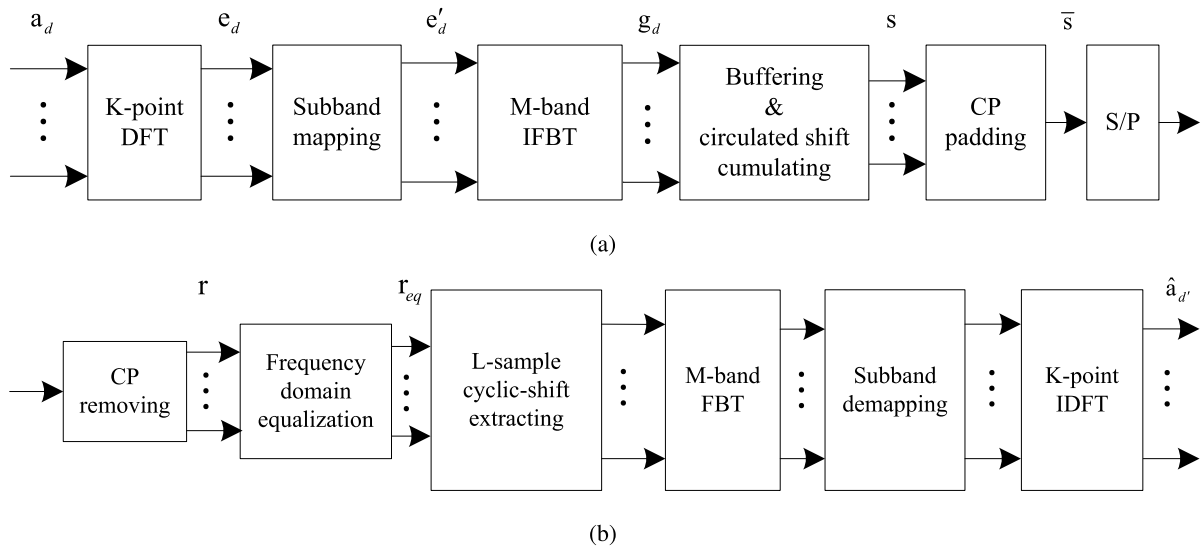 a_d e_d e′_d g_d s s̅
K-point
DFT
Subband
mapping
M-band
IFBT
Buffering
&
circulated shift
cumulating
CP
padding
S/P
(a)
r r_eq â_d′
CP
removing
Frequency
domain
equalization
L-sample
cyclic-shift
extracting
M-band
FBT
Subband
demapping
K-point
IDFT
(b)